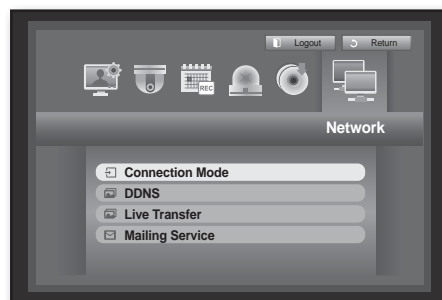 Logout Return
REC
Network
Connection Mode
DDNS
Live Transfer
Mailing Service